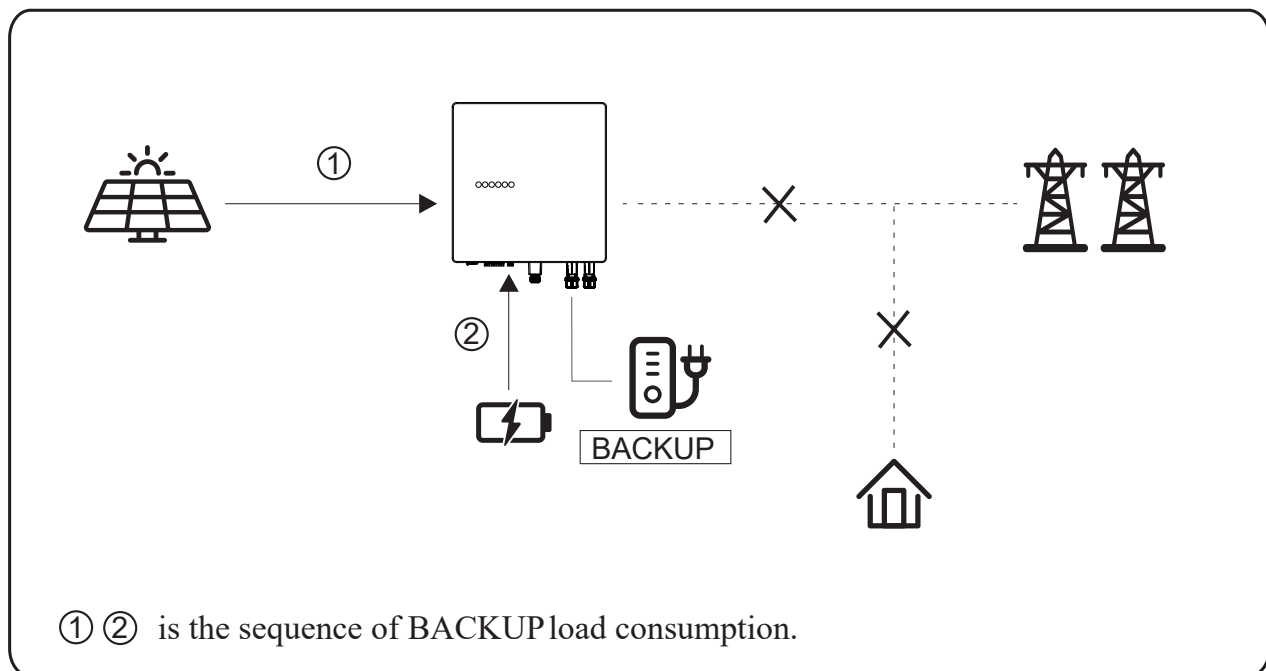 ①
②
BACKUP
① ② is the sequence of BACKUP load consumption.